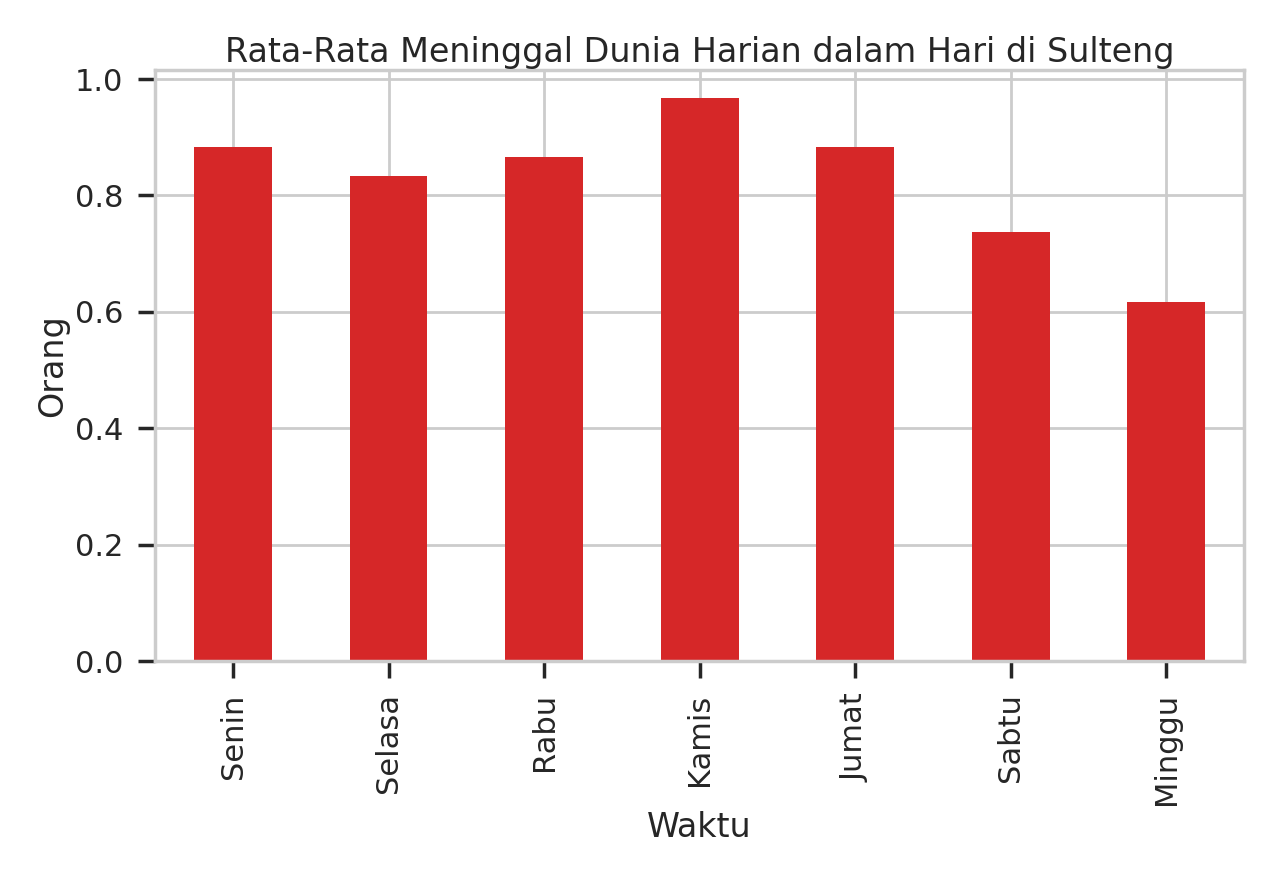 Rata-Rata Meninggal Dunia Harian dalam Hari di Sulteng
1.0
0.8
0.6
0.4
0.2
0.0
Orang
Senin
Selasa
Rabu
Kamis
Jumat
Sabtu
Minggu
Waktu